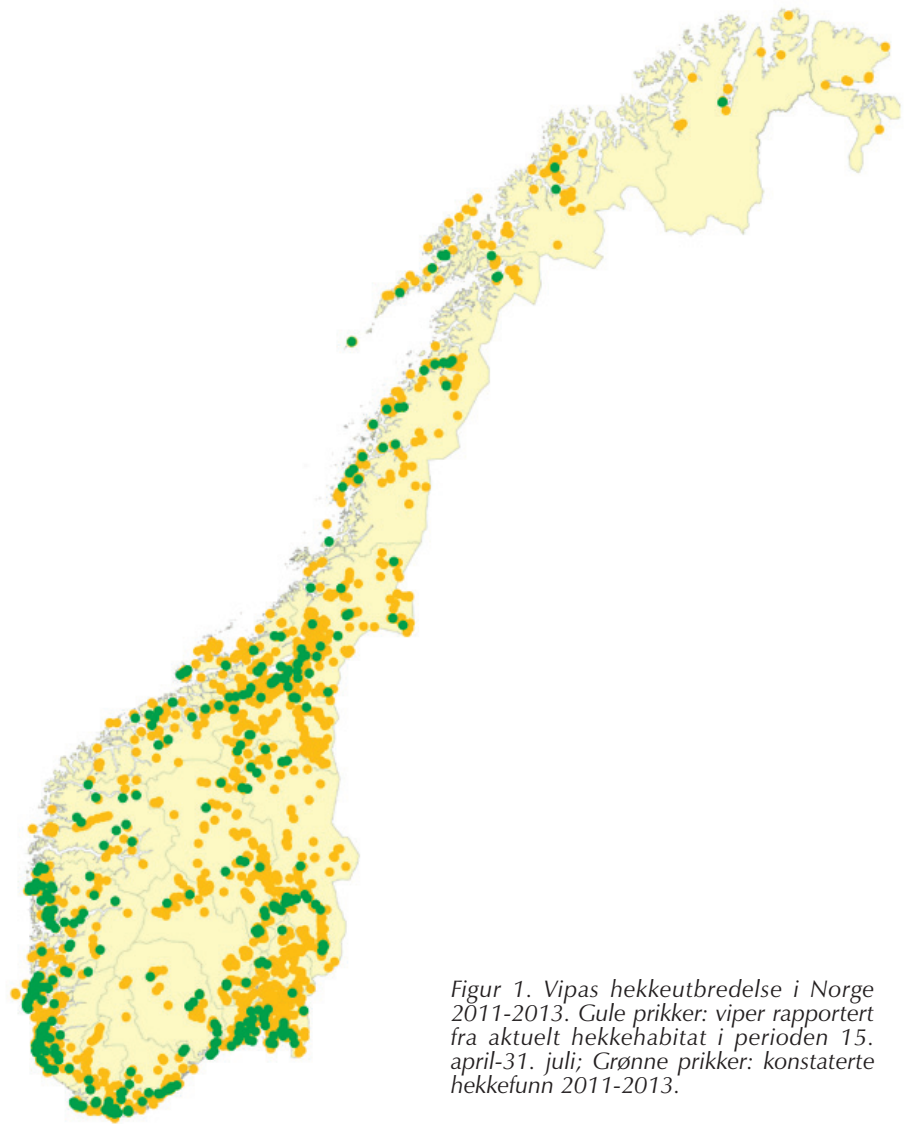 Figur 1. Vipas hekkeutbredelse i Norge
2011-2013. Gule prikker: viper rapportert
fra aktuelt hekkehabitat i perioden 15.
april-31. juli; Grønne prikker: konstaterte
hekkefunn 2011-2013.